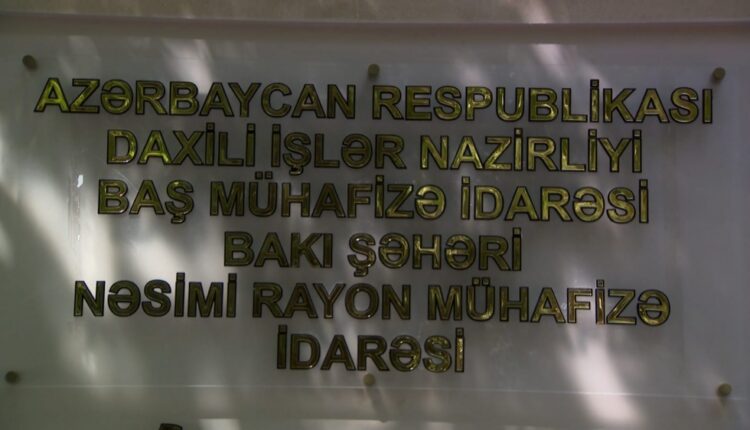 AZƏRBAYCAN RESPUBLİKASI
DAXİLİ İŞLƏR NAZİRLİYİ
BAŞ MÜHAFİZƏ İDARƏSİ
BAKI ŞƏHƏRİ
NƏSİMİ RAYON MÜHAFİZƏ
İDARƏSİ